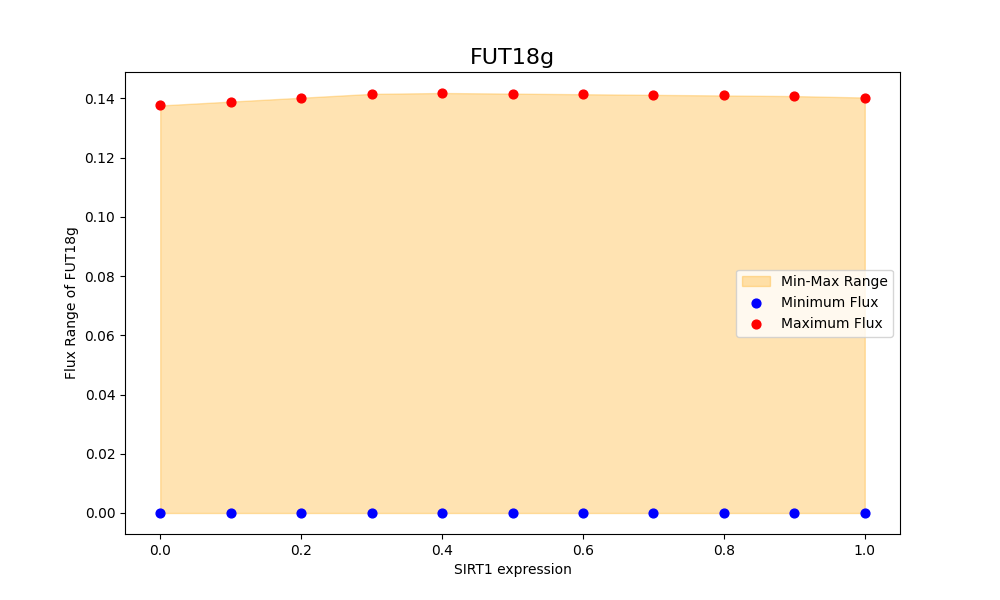 FUT18g
Flux Range of FUT18g
0.14
0.12
0.10
0.08
0.06
0.04
0.02
0.00
Min-Max Range
Minimum Flux
Maximum Flux
0.0 0.2 0.4 0.6 0.8 1.0
SIRT1 expression